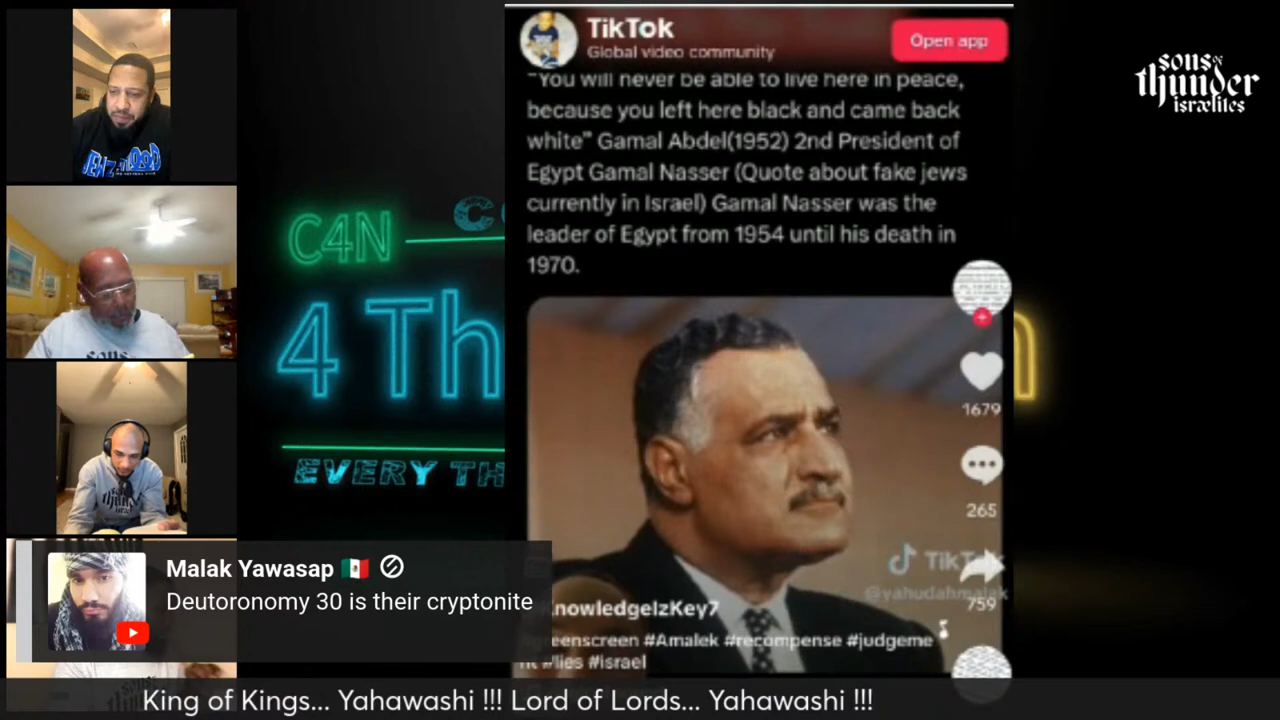 TikTok
Global video community
Open app
"You will never be able to live here in peace,
because you left here black and came back
white" Gamal Abdel(1952) 2nd President of
Egypt Gamal Nasser (Quote about fake jews
currently in Israel) Gamal Nasser was the
leader of Egypt from 1954 until his death in
1970.
sons of
thunder
israelites
C4N
4 Th
EVERY TH
1679
265
759
TikTok
@yahudahmalak
nowledgeIzKey7
#greenscreen #Amalek #recompense #judgeme
nt #lies #israel
Malak Yawasap 🇲🇽
Deutoronomy 30 is their cryptonite
King of Kings... Yahawashi !!! Lord of Lords... Yahawashi !!!